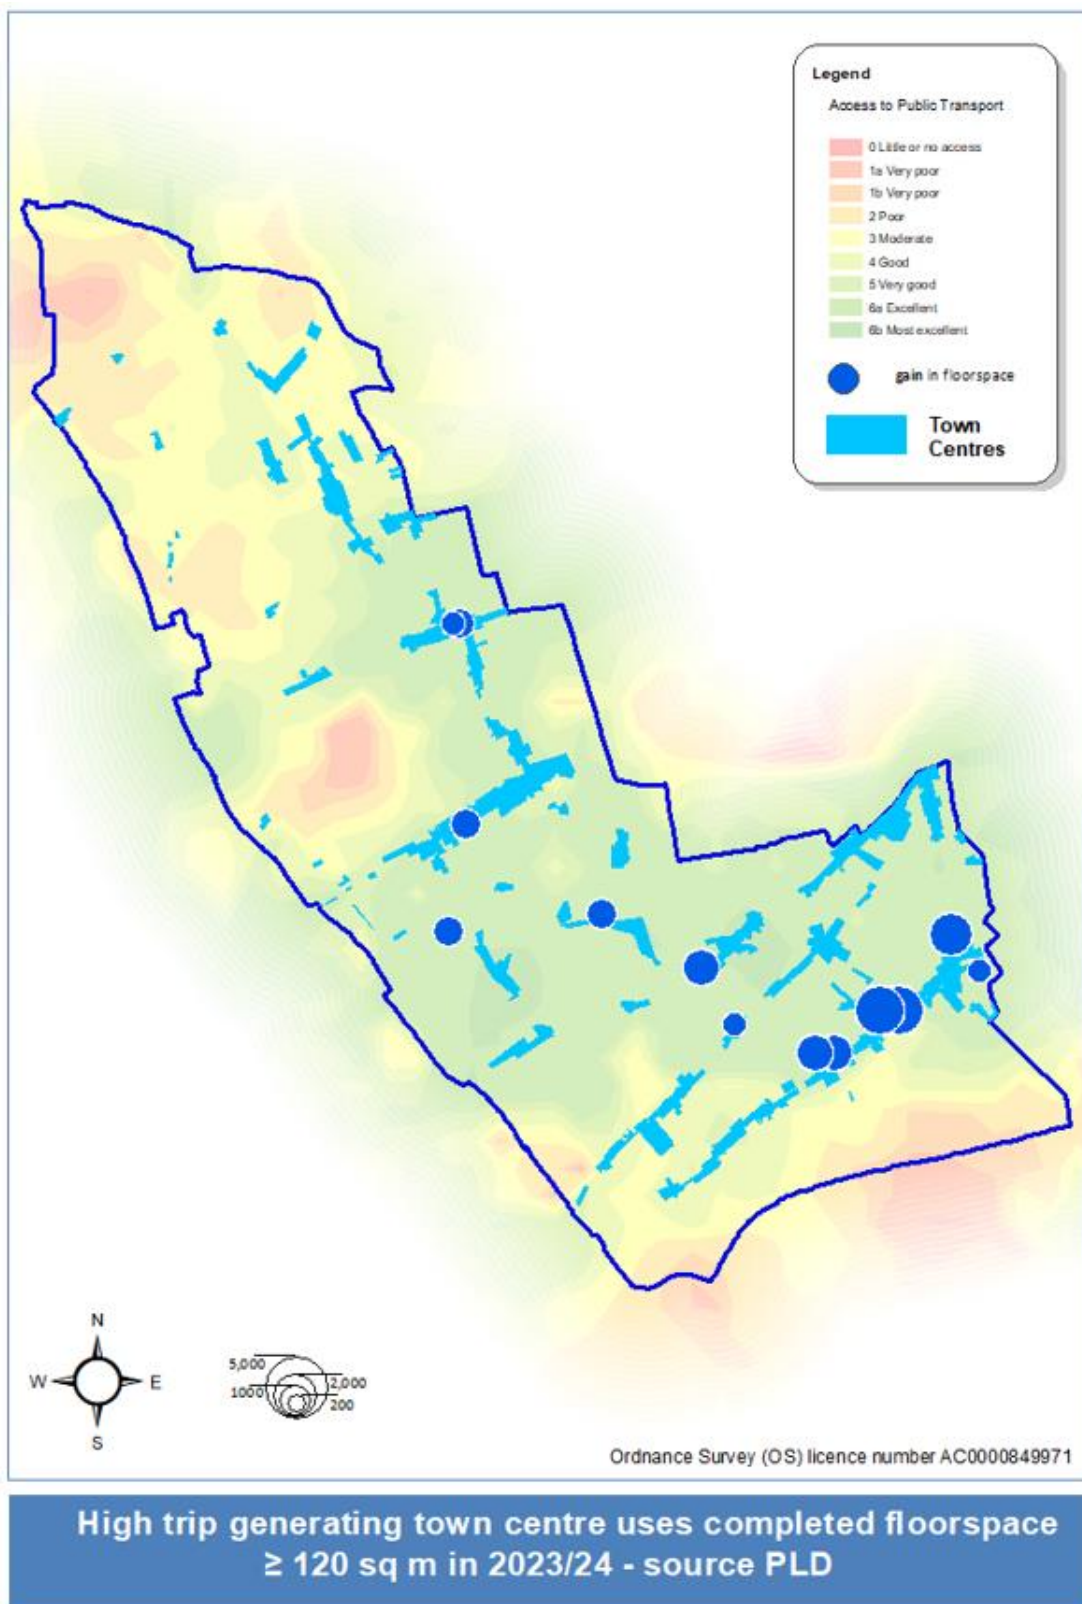 Legend
Access to Public Transport
0 Little or no access
1a Very poor
1b Very poor
2 Poor
3 Moderate
4 Good
5 Very good
6a Excellent
6b Most excellent
gain in floorspace
Town
Centres
N
W
E
S
5,000
1000
2,000
200
Ordnance Survey (OS) licence number AC0000849971
High trip generating town centre uses completed floorspace
≥ 120 sq m in 2023/24 - source PLD